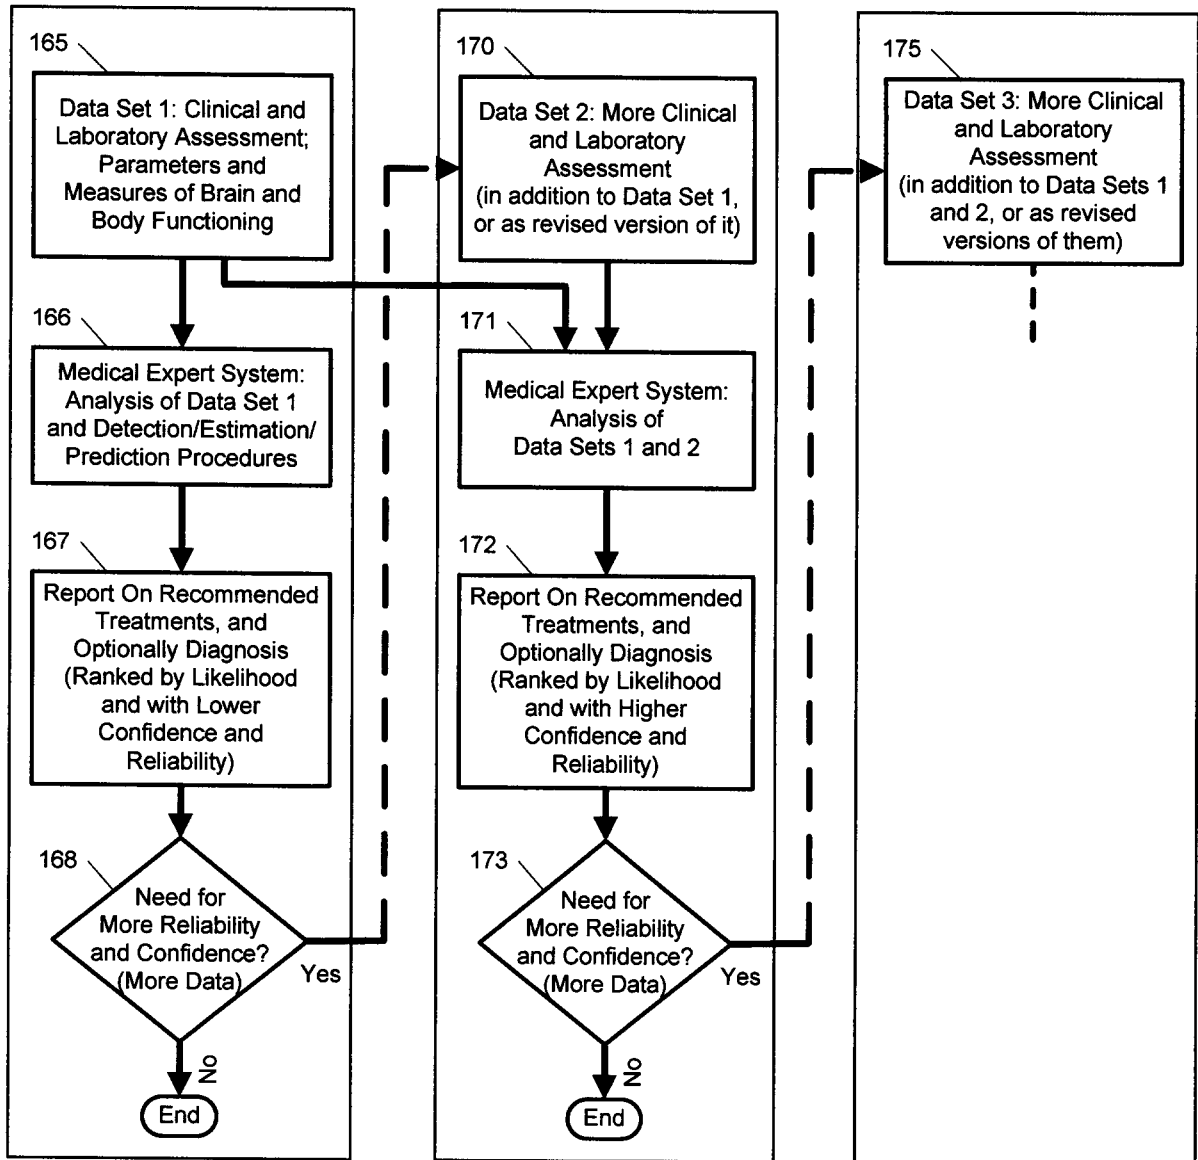 165
Data Set 1: Clinical and
Laboratory Assessment;
Parameters and
Measures of Brain and
Body Functioning
166
Medical Expert System:
Analysis of Data Set 1
and Detection/Estimation/
Prediction Procedures
167
Report On Recommended
Treatments, and
Optionally Diagnosis
(Ranked by Likelihood
and with Lower
Confidence and
Reliability)
168
Need for
More Reliability
and Confidence?
(More Data)
Yes
No
End
170
Data Set 2: More Clinical
and Laboratory
Assessment
(in addition to Data Set 1,
or as revised version of it)
171
Medical Expert System:
Analysis of
Data Sets 1 and 2
172
Report On Recommended
Treatments, and
Optionally Diagnosis
(Ranked by Likelihood
and with Higher
Confidence and
Reliability)
173
Need for
More Reliability
and Confidence?
(More Data)
Yes
No
End
175
Data Set 3: More Clinical
and Laboratory
Assessment
(in addition to Data Sets 1
and 2, or as revised
versions of them)